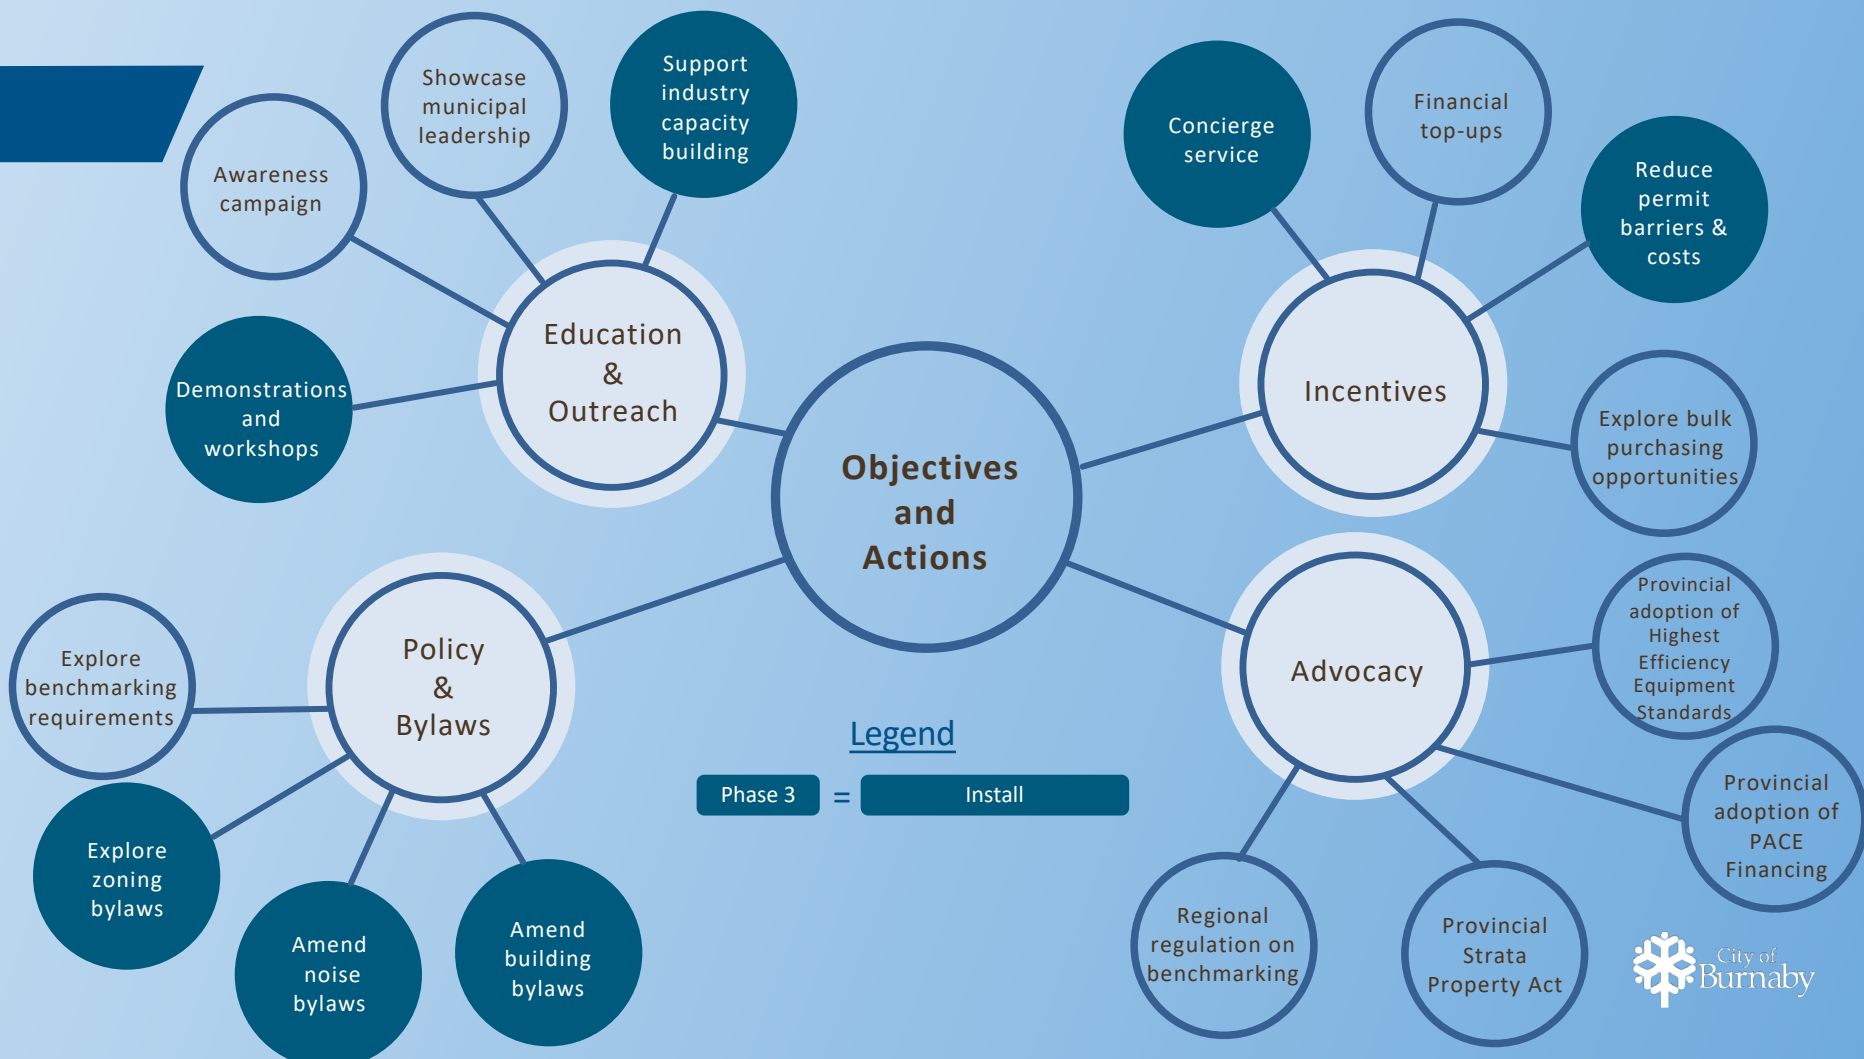 Showcase
municipal
leadership
Support
industry
capacity
building
Awareness
campaign
Demonstrations
and
workshops
Education
&
Outreach
Concierge
service
Financial
top-ups
Reduce
permit
barriers &
costs
Explore bulk
purchasing
opportunities
Incentives
Objectives
and
Actions
Policy
&
Bylaws
Explore
benchmarking
requirements
Explore
zoning
bylaws
Amend
noise
bylaws
Amend
building
bylaws
Advocacy
Provincial
adoption of
Highest
Efficiency
Equipment
Standards
Provincial
adoption of
PACE
Financing
Provincial
Strata
Property Act
Regional
regulation on
benchmarking
Legend
Phase 3 = Install
City of
Burnaby